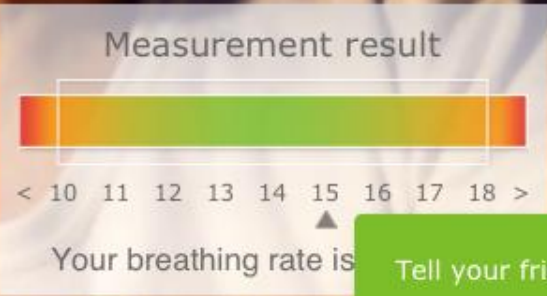 Measurement result
< 10 11 12 13 14 15 16 17 18 >
Your breathing rate is
Tell your fri